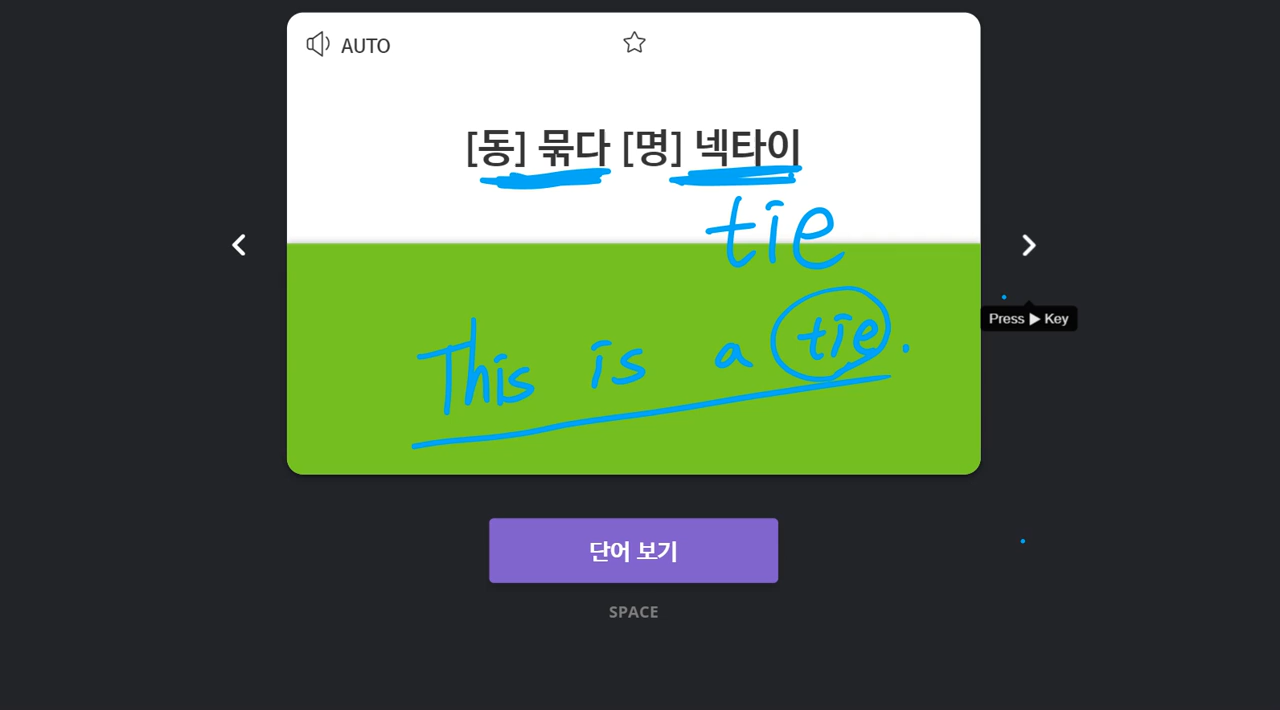 AUTO
[동] 묶다 [명] 넥타이
tie
This is a tie.
Press ▶ Key
단어 보기
SPACE